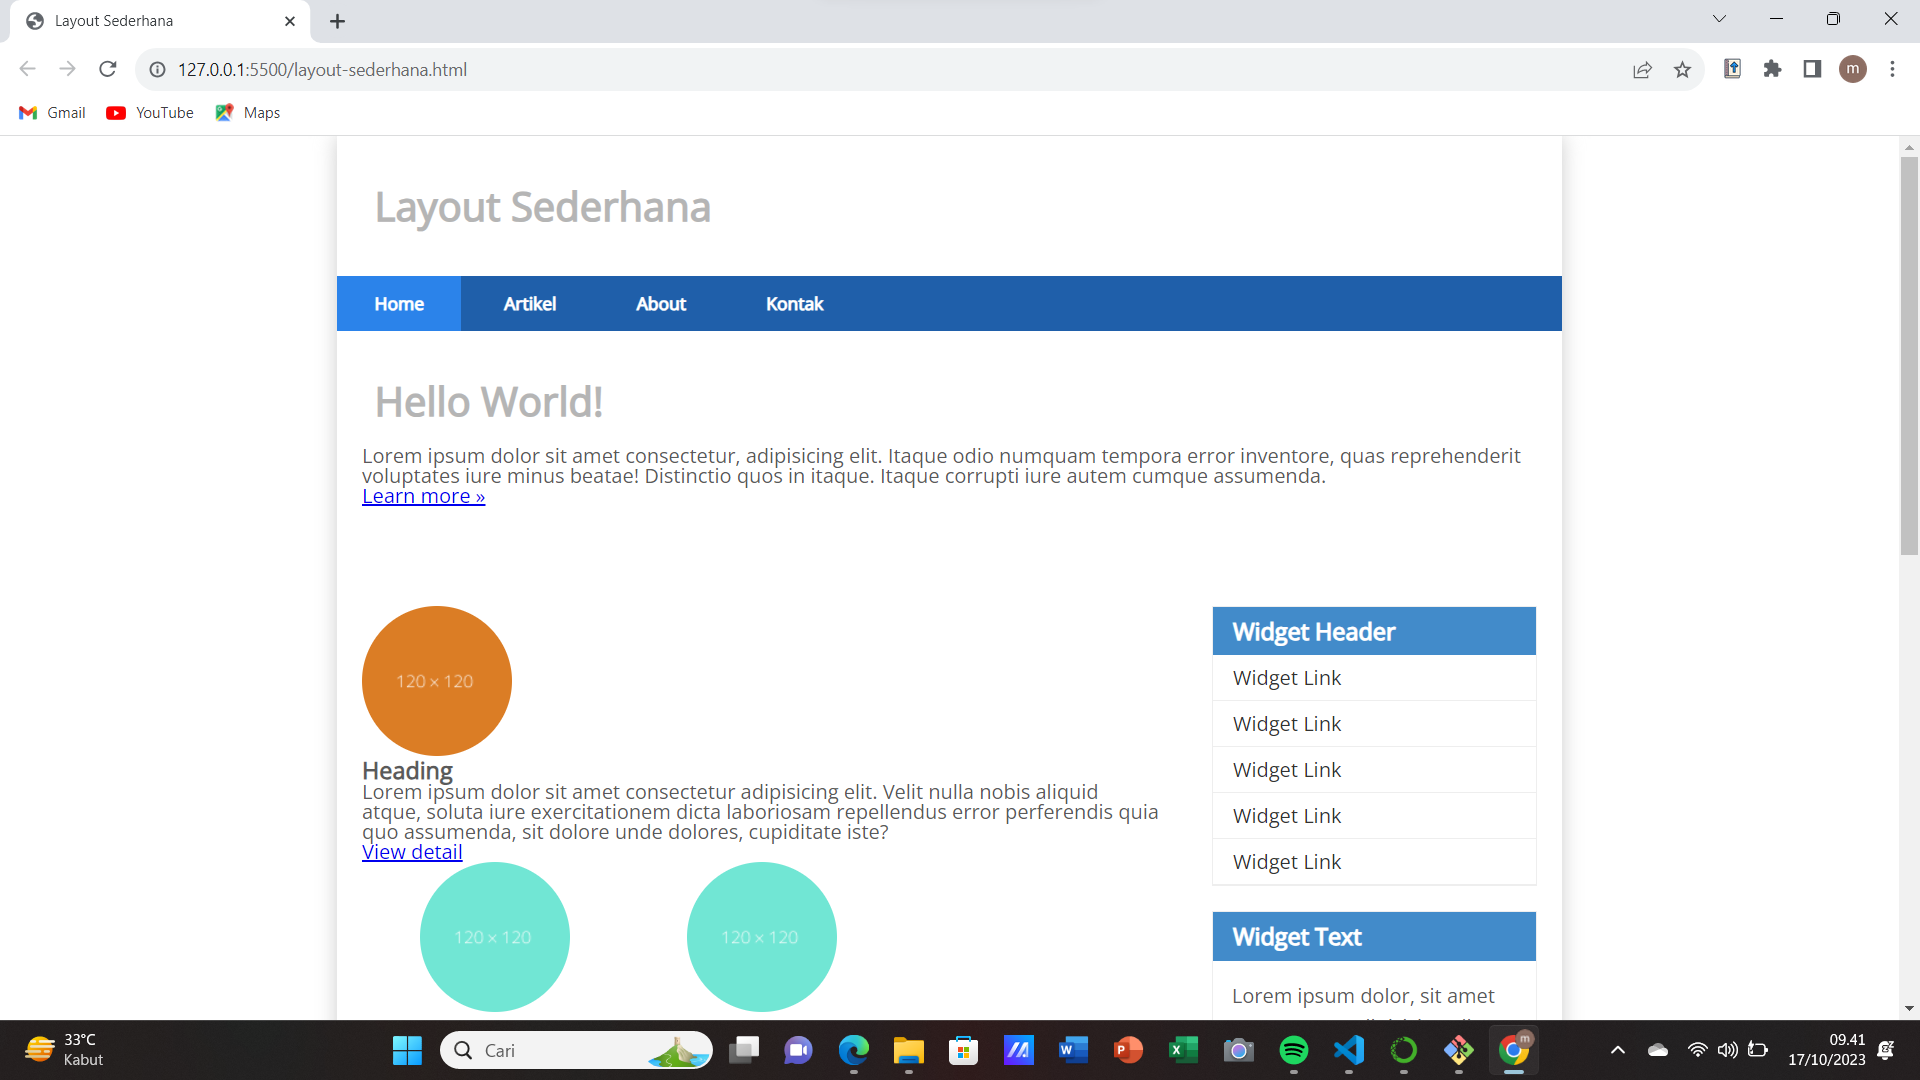 Layout Sederhana
127.0.0.1:5500/layout-sederhana.html
m
Gmail
YouTube
Maps
Layout Sederhana
Home
Artikel
About
Kontak
Hello World!
Lorem ipsum dolor sit amet consectetur, adipisicing elit. Itaque odio numquam tempora error inventore, quas reprehenderit
voluptates iure minus beatae! Distinctio quos in itaque. Itaque corrupti iure autem cumque assumenda.
Learn more »
120 × 120
Heading
Lorem ipsum dolor sit amet consectetur adipisicing elit. Velit nulla nobis aliquid
atque, soluta iure exercitationem dicta laboriosam repellendus error perferendis quia
quo assumenda, sit dolore unde dolores, cupiditate iste?
View detail
120 × 120
120 × 120
Widget Header
Widget Link
Widget Link
Widget Link
Widget Link
Widget Link
Widget Text
Lorem ipsum dolor, sit amet
33°C
Kabut
Cari
09.41
17/10/2023